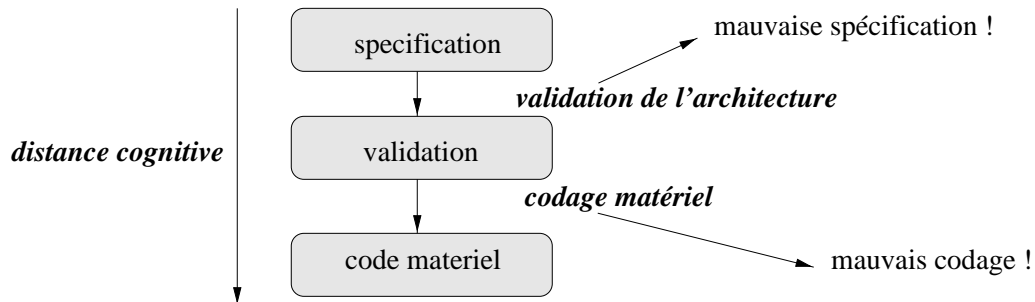 specification
mauvaise spécification !
validation de l'architecture
distance cognitive
validation
codage matériel
code materiel
mauvais codage !